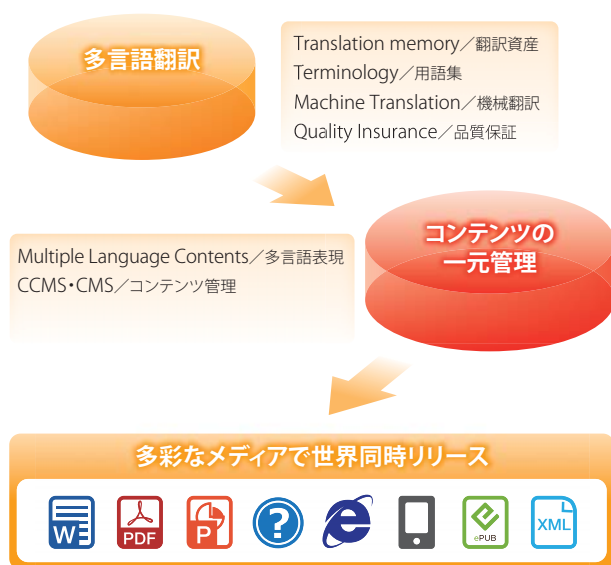 多言語翻訳
Translation memory／翻訳資産
Terminology／用語集
Machine Translation／機械翻訳
Quality Insurance／品質保証
コンテンツの
一元管理
Multiple Language Contents／多言語表現
CCMS・CMS／コンテンツ管理
多彩なメディアで世界同時リリース
W PDF P ? e ePUB XML